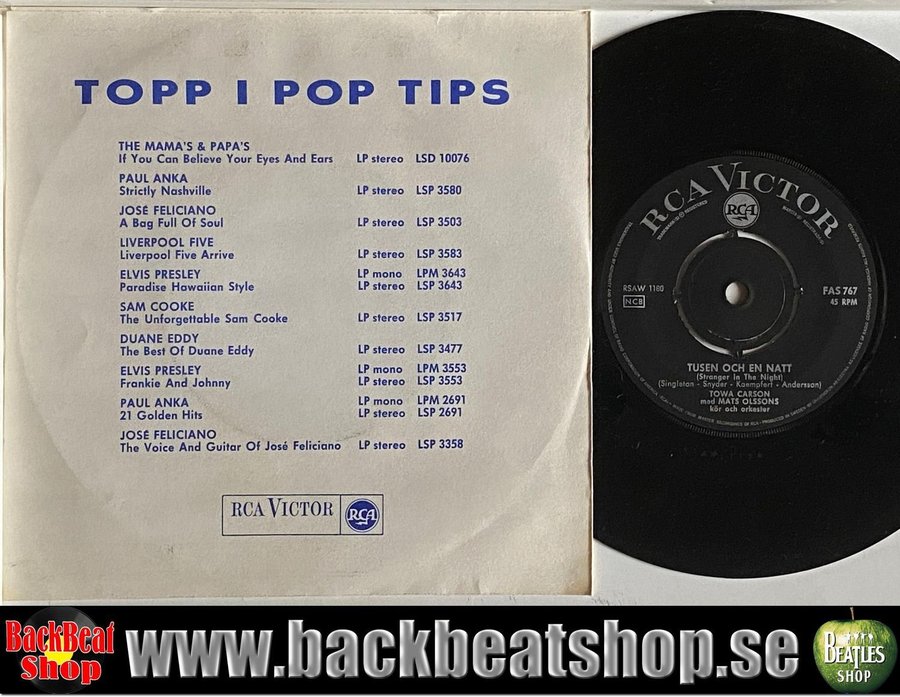 TOPP I POP TIPS
THE MAMA'S & PAPA'S
If You Can Believe Your Eyes And Ears LP stereo LSD 10076
PAUL ANKA
Strictly Nashville LP stereo LSP 3580
JOSÉ FELICIANO
A Bag Full Of Soul LP stereo LSP 3503
LIVERPOOL FIVE
Liverpool Five Arrive LP stereo LSP 3583
ELVIS PRESLEY LP mono LPM 3643
Paradise Hawaiian Style LP stereo LSP 3643
SAM COOKE
The Unforgettable Sam Cooke LP stereo LSP 3517
DUANE EDDY
The Best Of Duane Eddy LP stereo LSP 3477
ELVIS PRESLEY LP mono LPM 3553
Frankie And Johnny LP stereo LSP 3553
PAUL ANKA LP mono LPM 2691
21 Golden Hits LP stereo LSP 2691
JOSÉ FELICIANO
The Voice And Guitar Of José Feliciano LP stereo LSP 3358
RCA VICTOR RCA
RCA VICTOR
RCA
RSAW 1180 FAS 767
NCB 45 RPM
TUSEN OCH EN NATT
(Stranger In The Night)
(Singleton - Snyder - Kaempfert - Andersson)
TOWA CARSON
med MATS OLSSONS
kör och orkester
BackBeat
Shop
www.backbeatshop.se
BEATLES
SHOP